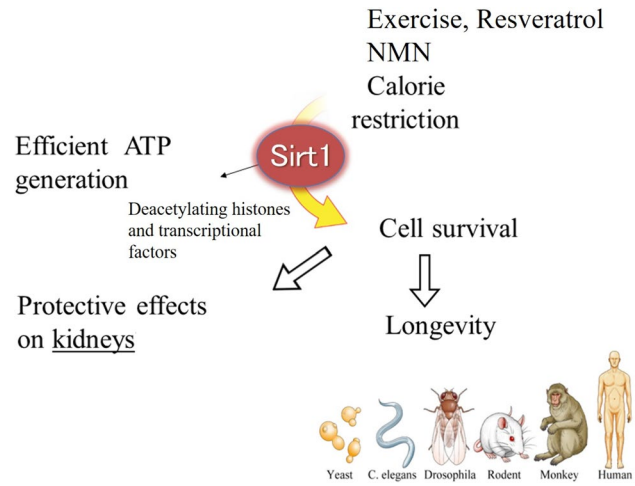 Exercise, Resveratrol
NMN
Calorie
restriction
Sirt1
Efficient ATP
generation
Deacetylating histones
and transcriptional
factors
Cell survival
Protective effects
on kidneys
Longevity
Yeast C. elegans Drosophila Rodent Monkey Human